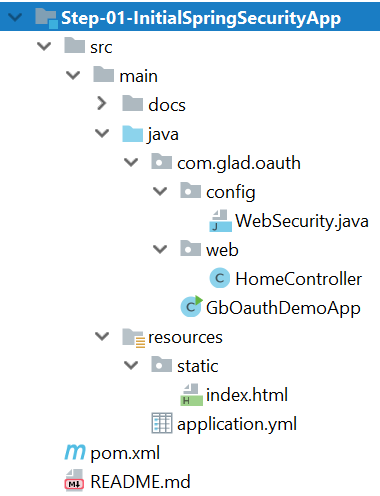 Step-01-InitialSpringSecurityApp
src
main
docs
java
com.glad.oauth
config
WebSecurity.java
web
HomeController
GbOauthDemoApp
resources
static
index.html
application.yml
pom.xml
README.md